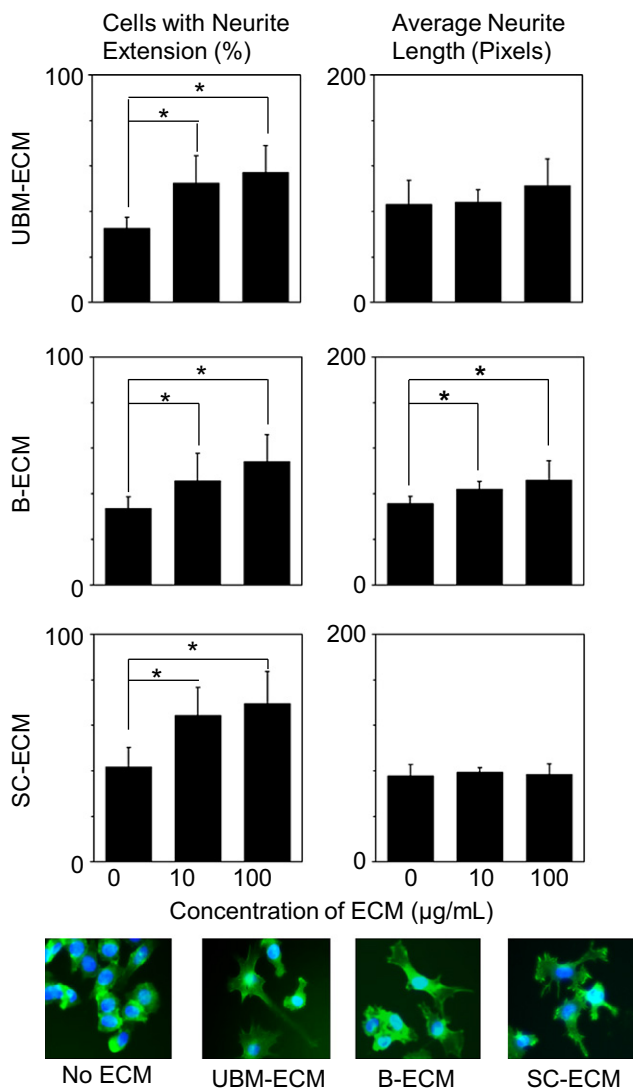 Cells with Neurite
Extension (%)
Average Neurite
Length (Pixels)
UBM-ECM
100
*
*
0
200
0
B-ECM
100
*
*
0
200
*
*
0
SC-ECM
100
*
*
0
200
0
0 10 100
0 10 100
Concentration of ECM (µg/mL)
No ECM
UBM-ECM
B-ECM
SC-ECM